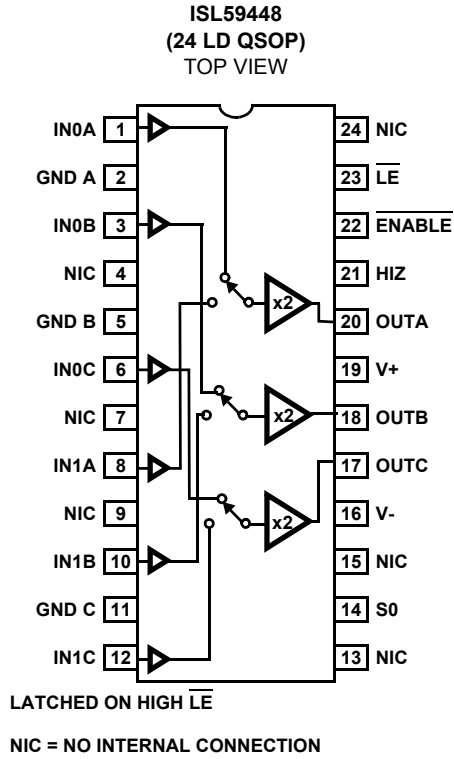 ISL59448
(24 LD QSOP)
TOP VIEW
IN0A 1 24 NIC
GND A 2 23 L̅E̅
IN0B 3 22 E̅N̅A̅B̅L̅E̅
NIC 4 21 HIZ
x2
GND B 5 20 OUTA
IN0C 6 19 V+
NIC 7 x2 18 OUTB
IN1A 8 17 OUTC
NIC 9 x2 16 V-
IN1B 10 15 NIC
GND C 11 14 S0
IN1C 12 13 NIC
LATCHED ON HIGH L̅E̅
NIC = NO INTERNAL CONNECTION